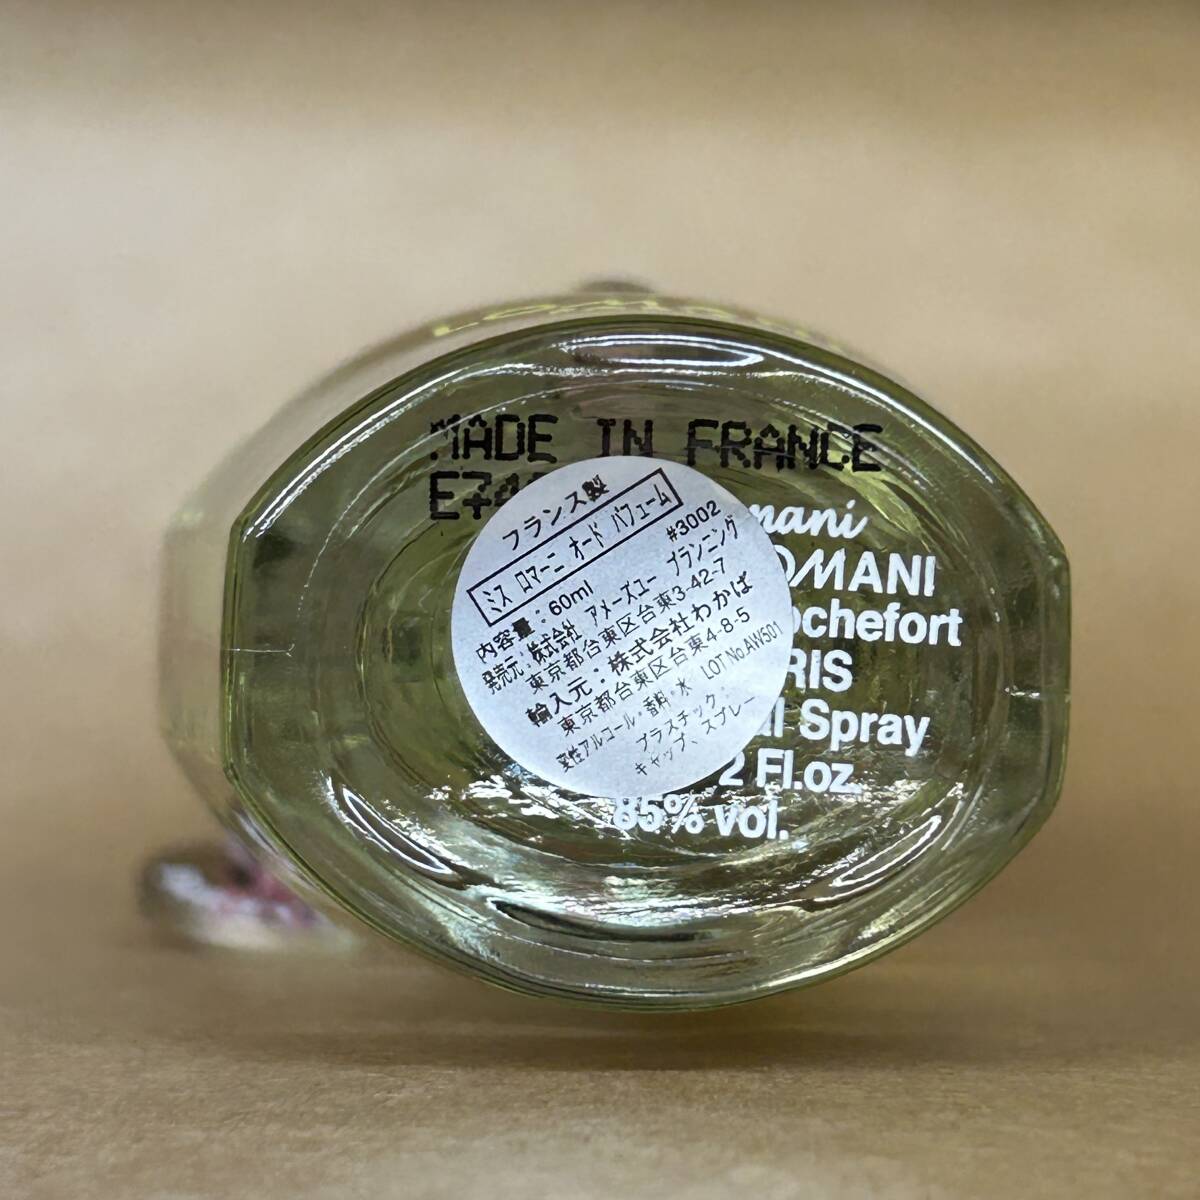 MADE IN FRANCE
フランス製
ミス ロマーニ オード パフューム
#3002
内容量：60ml
発売元：株式会社 アメーズユー プランニング
東京都台東区台東3-42-7
輸入元：株式会社わかば
東京都台東区台東4-8-5
変性アルコール・香料・水 LOT No.AW501
プラスチック：
キャップ、スプレー
mani
OMANI
ochefort
RIS
al Spray
2 Fl.oz.
85% vol.